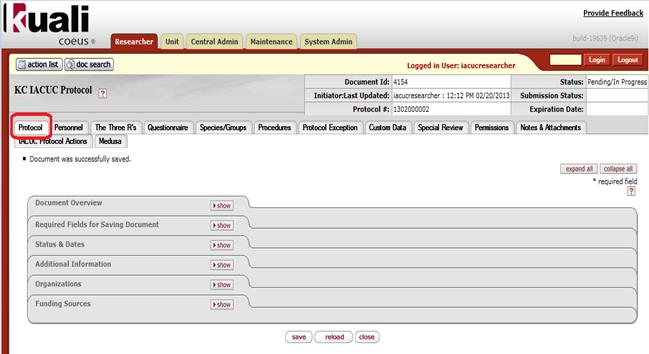 kuali
coeus ®
Provide Feedback
build-19639 (Oracle9i)
Researcher Unit Central Admin Maintenance System Admin
action list doc search Logged in User: iacucresearcher Login Logout
KC IACUC Protocol ?
Document Id: 4154 Status: Pending/In Progress
Initiator:Last Updated: iacucresearcher : 12:12 PM 02/20/2013 Submission Status:
Protocol #: 1302000002 Expiration Date:
Protocol Personnel The Three R's Questionnaire Species/Groups Procedures Protocol Exception Custom Data Special Review Permissions Notes & Attachments
IACUC Protocol Actions Medusa
Document was successfully saved.
expand all collapse all
* required field
?
Document Overview show
Required Fields for Saving Document show
Status & Dates show
Additional Information show
Organizations show
Funding Sources show
save reload close